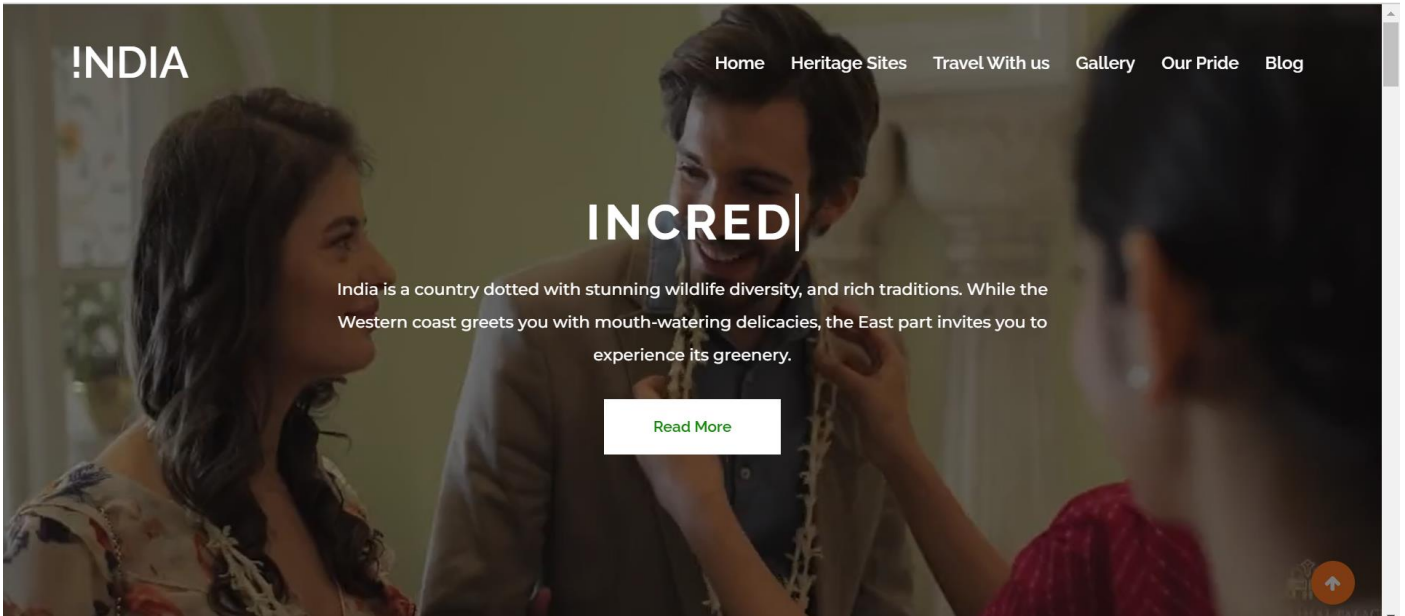 !NDIA
Home Heritage Sites Travel With us Gallery Our Pride Blog
INCRED
India is a country dotted with stunning wildlife diversity, and rich traditions. While the
Western coast greets you with mouth-watering delicacies, the East part invites you to
experience its greenery.
Read More